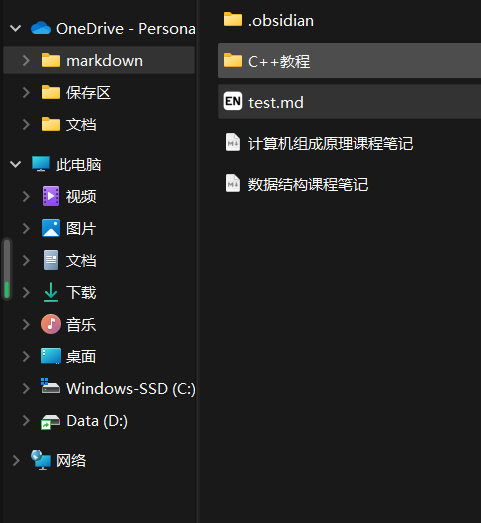 OneDrive - Persona
markdown
保存区
文档
此电脑
视频
图片
文档
下载
音乐
桌面
Windows-SSD (C:)
Data (D:)
网络
.obsidian
C++教程
EN test.md
计算机组成原理课程笔记
数据结构课程笔记